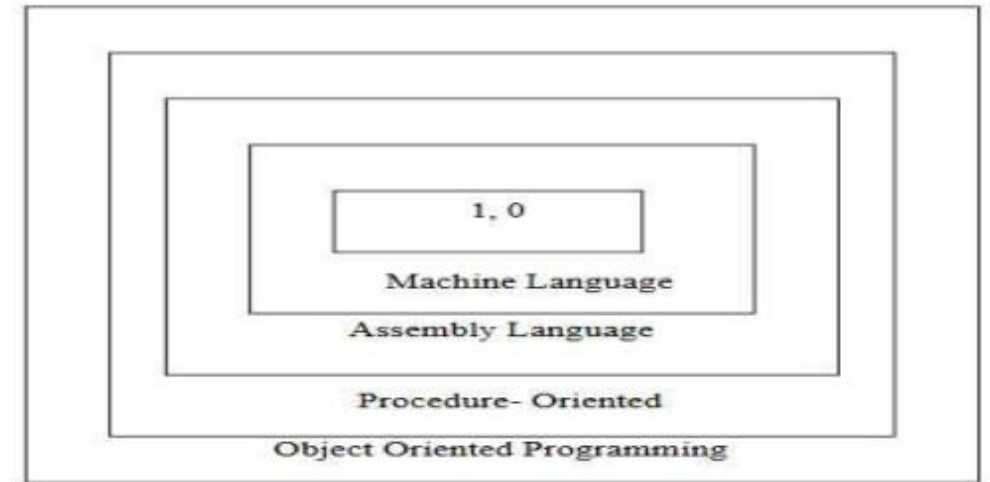 1, 0
Machine Language
Assembly Language
Procedure- Oriented
Object Oriented Programming